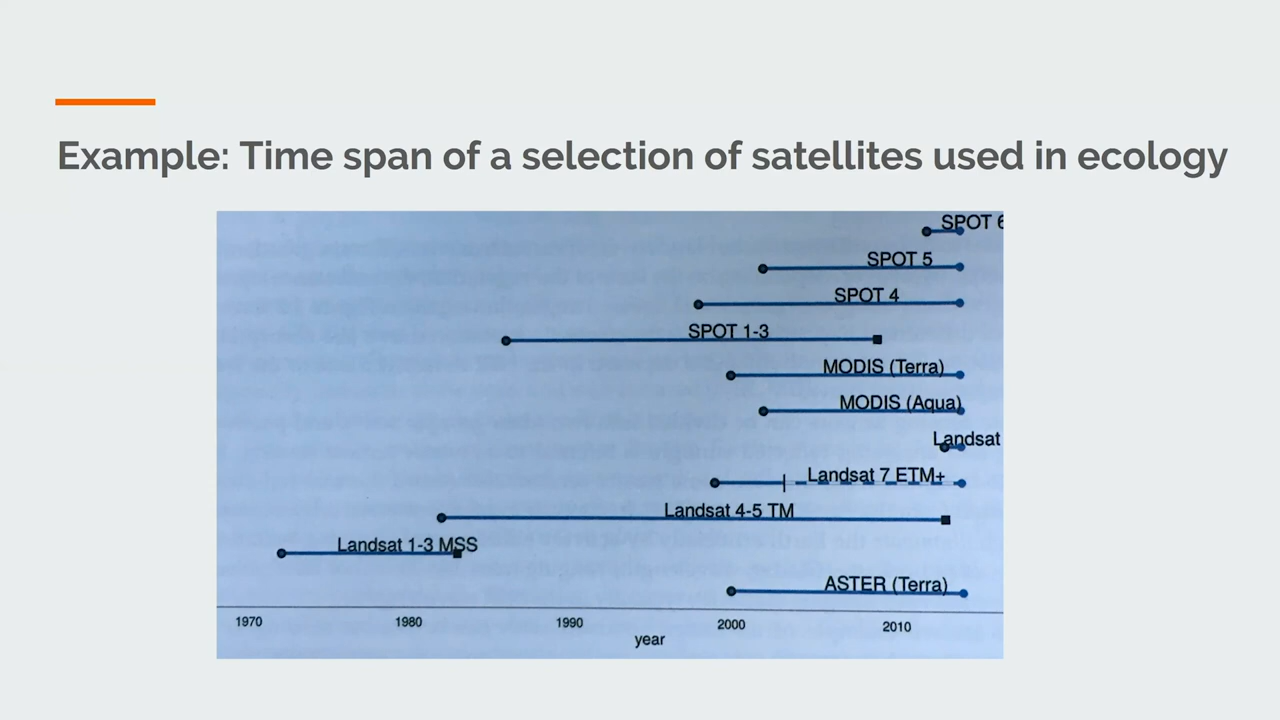 Example: Time span of a selection of satellites used in ecology
SPOT 6
SPOT 5
SPOT 4
SPOT 1-3
MODIS (Terra)
MODIS (Aqua)
Landsat
Landsat 7 ETM+
Landsat 4-5 TM
Landsat 1-3 MSS
ASTER (Terra)
1970 1980 1990 2000 2010
year